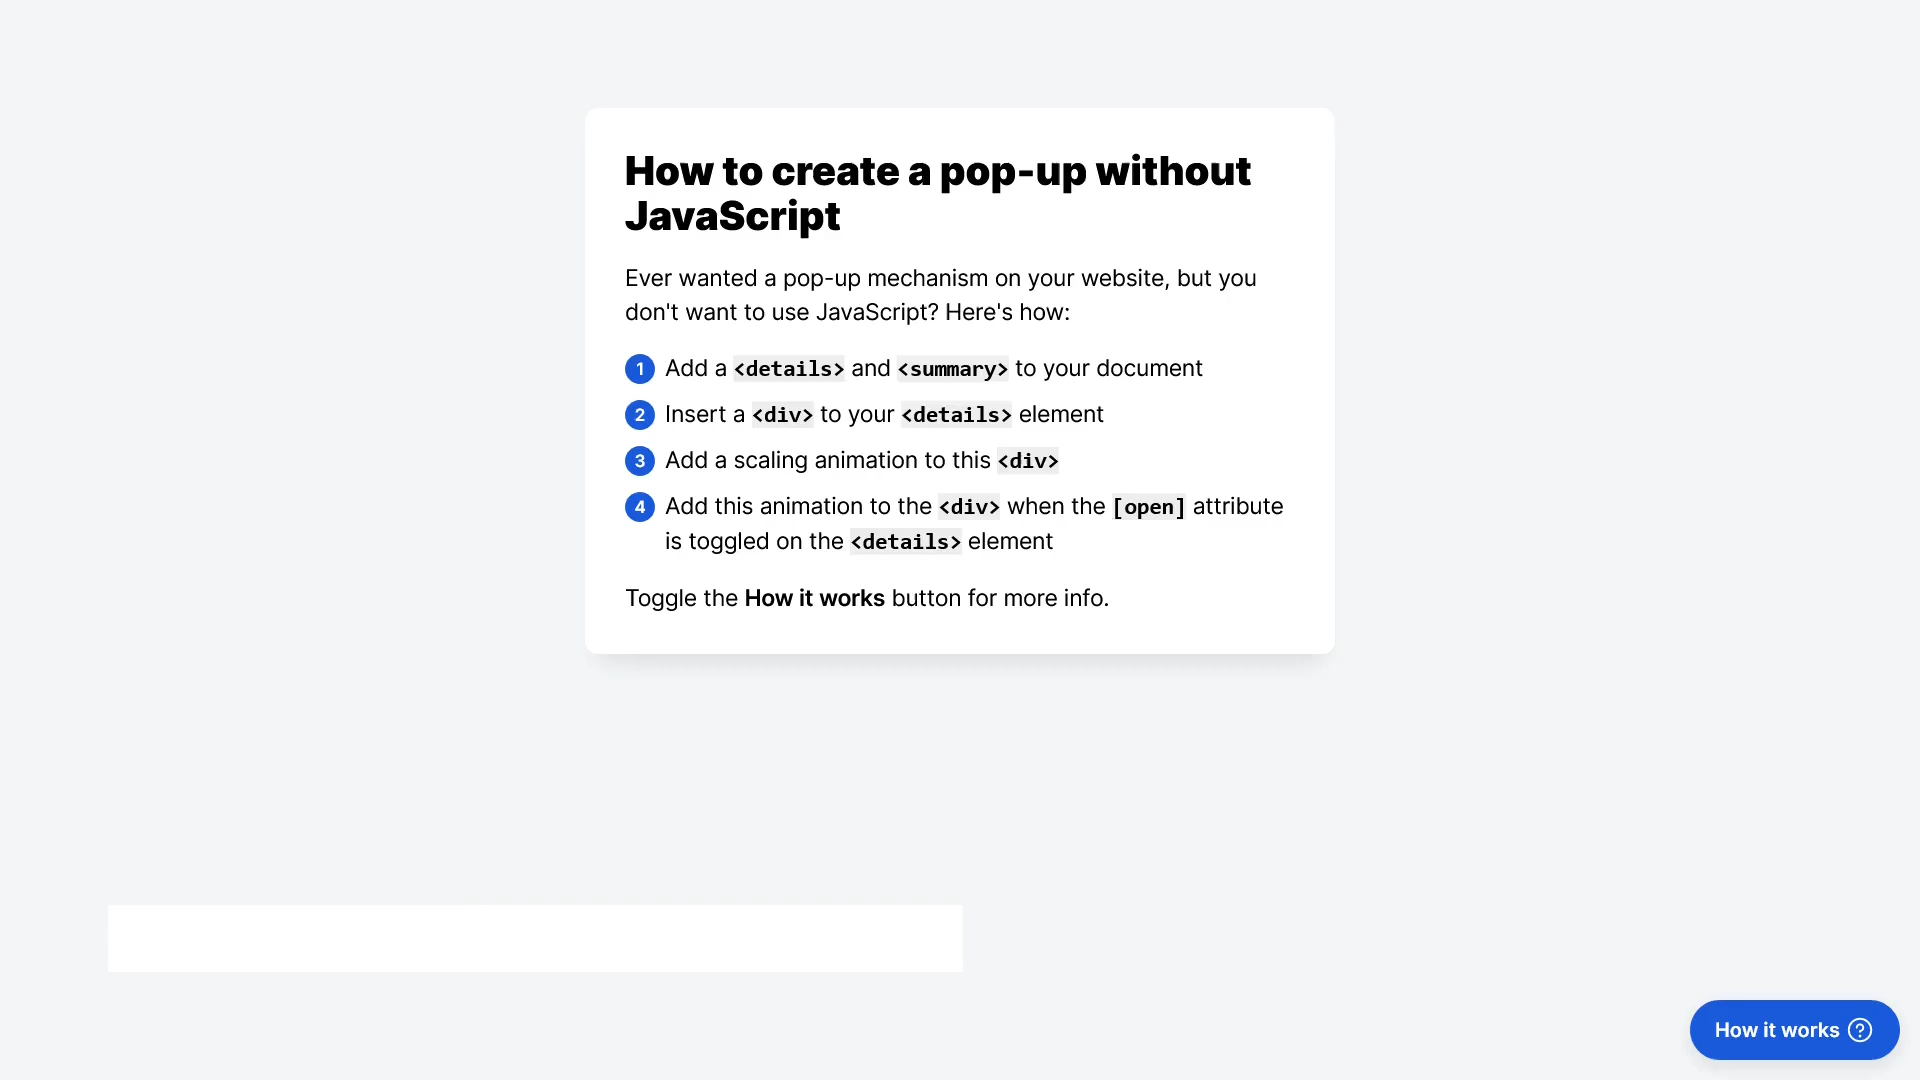 How to create a pop-up without
JavaScript
Ever wanted a pop-up mechanism on your website, but you
don't want to use JavaScript? Here's how:
1 Add a <details> and <summary> to your document
2 Insert a <div> to your <details> element
3 Add a scaling animation to this <div>
4 Add this animation to the <div> when the [open] attribute
is toggled on the <details> element
Toggle the How it works button for more info.
How it works ?